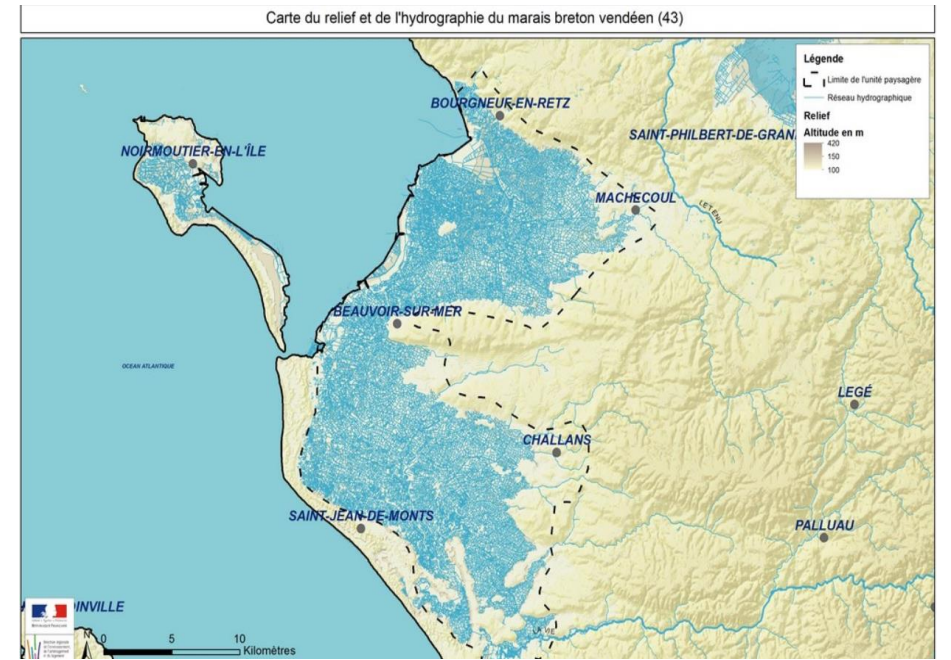 Carte du relief et de l'hydrographie du marais breton vendéen (43)
Légende
Limite de l'unité paysagère
Réseau hydrographique
Relief
Altitude en m
420
150
100
BOURGNEUF-EN-RETZ
SAINT-PHILBERT-DE-GRAN
NOIRMOUTIER-EN-L'ÎLE
MACHECOUL
BEAUVOIR-SUR-MER
OCEAN ATLANTIQUE
LEGÉ
CHALLANS
SAINT-JEAN-DE-MONTS
PALLUAU
INVILLE
LA VIE
N
0 5 10
Kilomètres